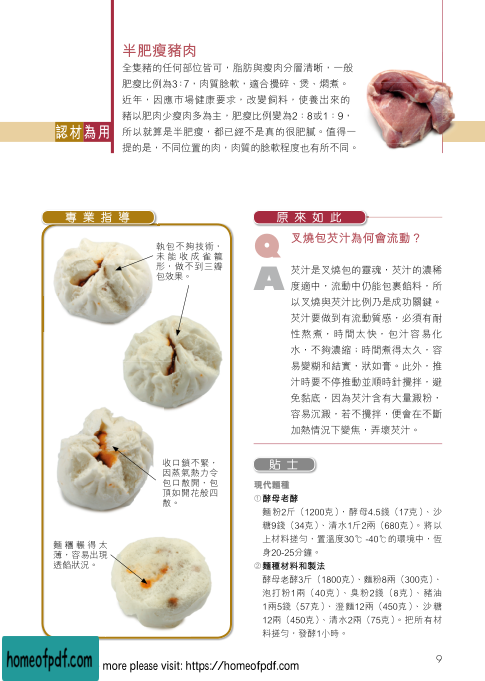 半肥瘦豬肉
全隻豬的任何部位皆可，脂肪與瘦肉分層清晰，一般
肥瘦比例為3：7，肉質腍軟，適合攪碎、煲，燜煮。
近年，因應市場健康要求，改變飼料，使養出來的
豬以肥肉少瘦肉多為主，肥瘦比例變為2：8或1：9，
所以就算是半肥瘦，都已經不是真的很肥膩。值得一
提的是，不同位置的肉，肉質的腍軟程度也有所不同。
認材為用
專業指導
執包不夠技術，
未能收成雀籠
形，做不到三瓣
包效果。
收口鎖不緊，
因蒸氣熱力令
包口散開，包
頂如開花般四
散。
麵糰輾得太
薄，容易出現
透餡狀況。
原來如此
Q
叉燒包芡汁為何會流動？
A
芡汁是叉燒包的靈魂，芡汁的濃稀
度適中，流動中仍能包裹餡料，所
以叉燒與芡汁比例乃是成功關鍵。
芡汁要做到有流動質感，必須有耐
性熬煮，時間太快，包汁容易化
水，不夠濃縮；時間煮得太久，容
易變糊和結實，狀如膏。此外，推
汁時要不停推動並順時針攪拌，避
免黏底，因為芡汁含有大量澱粉，
容易沉澱，若不攪拌，便會在不斷
加熱情況下變焦，弄壞芡汁。
貼士
現代麵種
①酵母老酵
麵粉2斤（1200克），酵母4.5錢（17克）、沙
糖9錢（34克）、清水1斤2兩（680克）。將以
上材料搓勻，置溫度30℃ -40℃的環境中，恆
身20-25分鐘。
②麵種材料和製法
酵母老酵3斤（1800克）、麵粉8兩（300克）、
泡打粉1兩（40克）、臭粉2錢（8克）、豬油
1兩5錢（57克）、澄麵12兩（450克）、沙糖
12兩（450克）、清水2兩（75克）。把所有材
料搓勻，發酵1小時。
9
homeofpdf.com
more please visit: https://homeofpdf.com